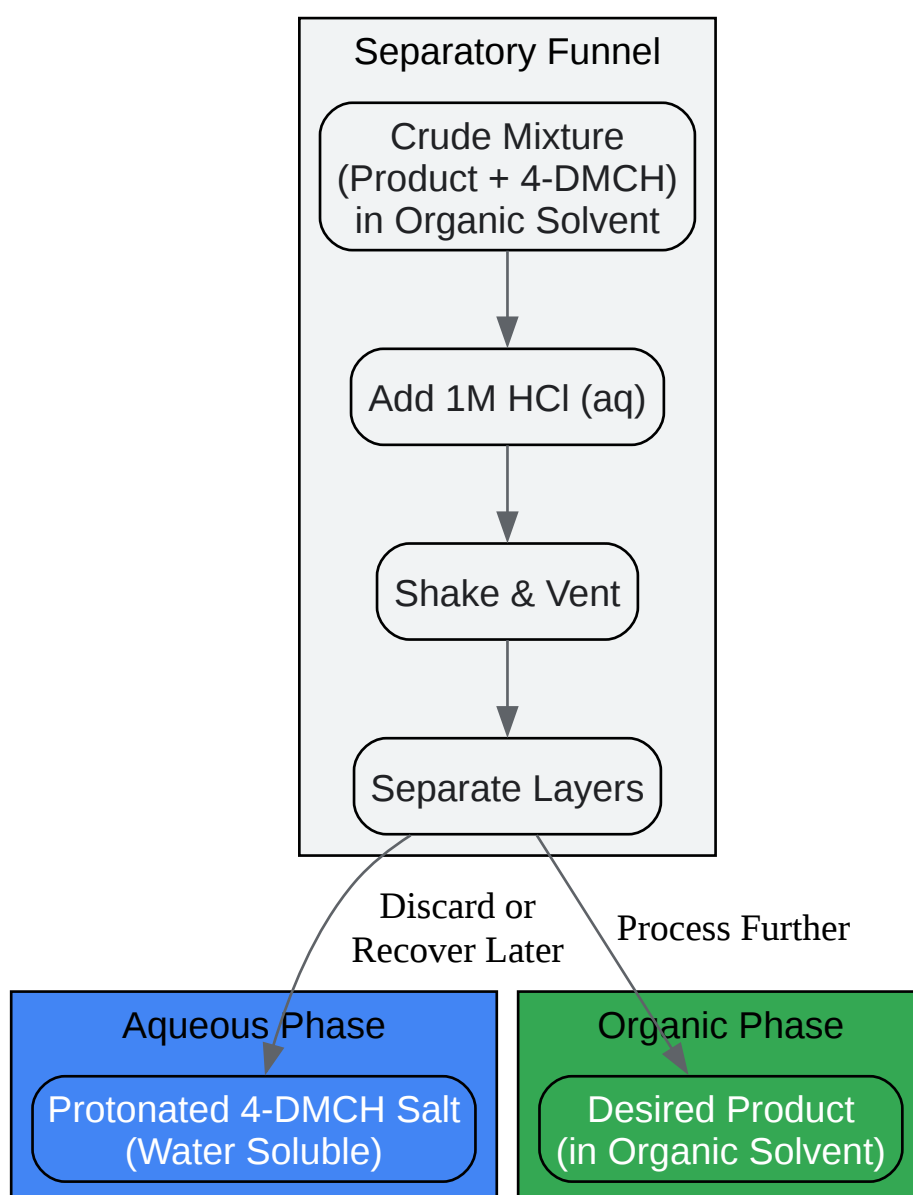 Separatory Funnel
Crude Mixture
(Product + 4-DMCH)
in Organic Solvent
Add 1M HCl (aq)
Shake & Vent
Separate Layers
Discard or
Recover Later
Process Further
Aqueous Phase
Protonated 4-DMCH Salt
(Water Soluble)
Organic Phase
Desired Product
(in Organic Solvent)